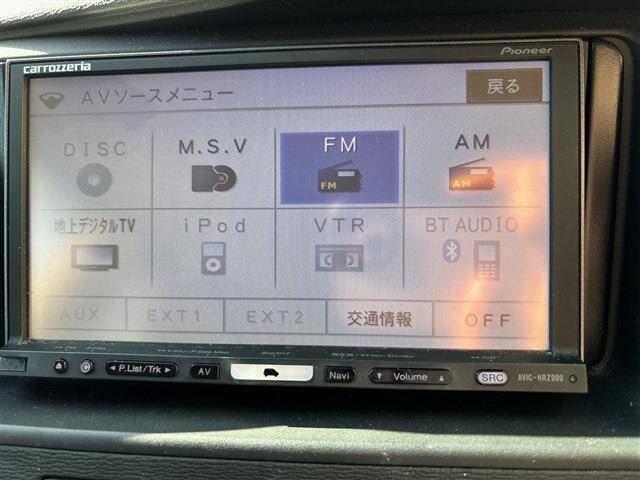 carrozzeria
Pioneer
AVソースメニュー
戻る
DISC
M.S.V
FM
AM
FM
AM
地上デジタルTV
iPod
VTR
BT AUDIO
AUX
EXT1
EXT2
交通情報
OFF
◄ P.List/Trk ►
AV
Navi
▼ Volume ▲
SRC
AVIC-HRZ900